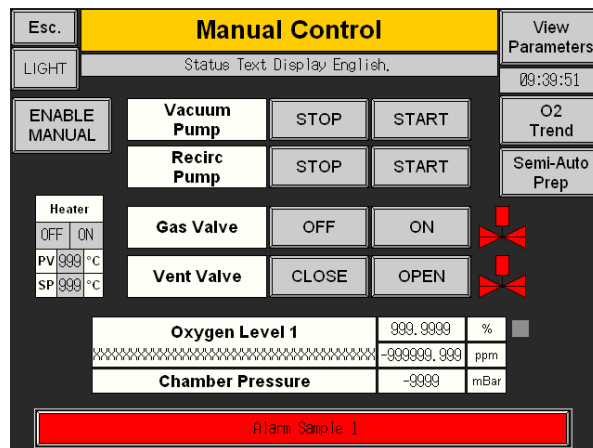 Esc.
Manual Control
View
Parameters
LIGHT
Status Text Display English.
09:39:51
ENABLE
MANUAL
Vacuum
Pump
STOP
START
O2
Trend
Recirc
Pump
STOP
START
Semi-Auto
Prep
Heater
OFF ON
PV 999 °C
SP 999 °C
Gas Valve
OFF
ON
Vent Valve
CLOSE
OPEN
Oxygen Level 1
999.9999
%
-999999.999
ppm
Chamber Pressure
-9999
mBar
Alarm Sample 1